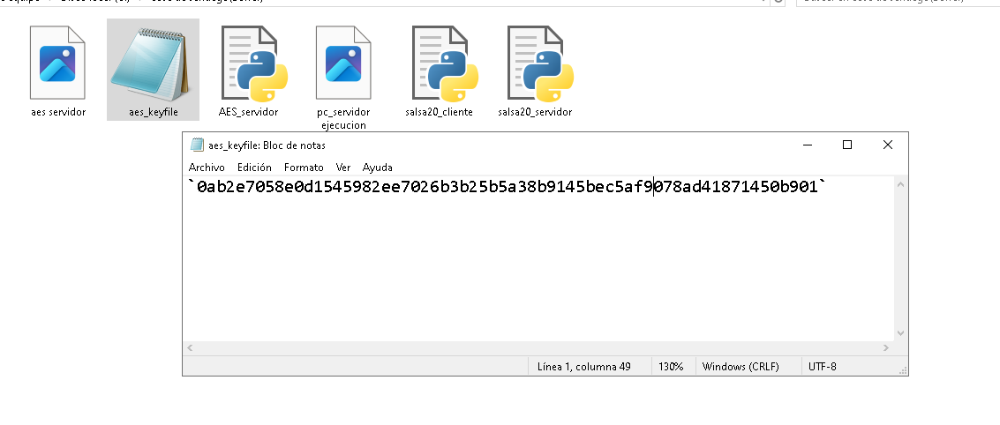 aes servidor
aes_keyfile
AES_servidor
pc_servidor
ejecucion
salsa20_cliente
salsa20_servidor
aes_keyfile: Bloc de notas
Archivo Edición Formato Ver Ayuda
`0ab2e7058e0d1545982ee7026b3b25b5a38b9145bec5af9078ad41871450b901`
Línea 1, columna 49 130% Windows (CRLF) UTF-8